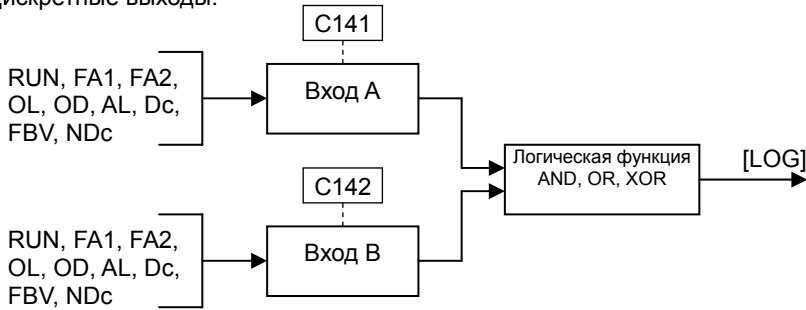 дискретные выходы.
C141
RUN, FA1, FA2,
OL, OD, AL, Dc,
FBV, NDc
Вход A
Логическая функция
AND, OR, XOR
[LOG]
C142
RUN, FA1, FA2,
OL, OD, AL, Dc,
FBV, NDc
Вход B